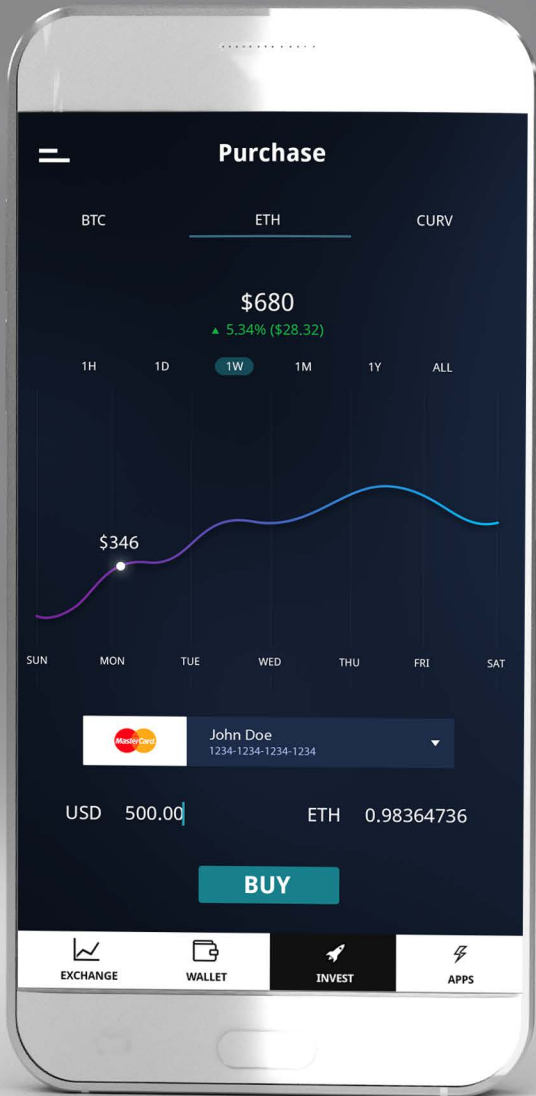 Purchase
BTC ETH CURV
$680
▲ 5.34% ($28.32)
1H 1D 1W 1M 1Y ALL
$346
SUN MON TUE WED THU FRI SAT
MasterCard
John Doe
1234-1234-1234-1234
USD 500.00 ETH 0.98364736
BUY
EXCHANGE WALLET INVEST APPS